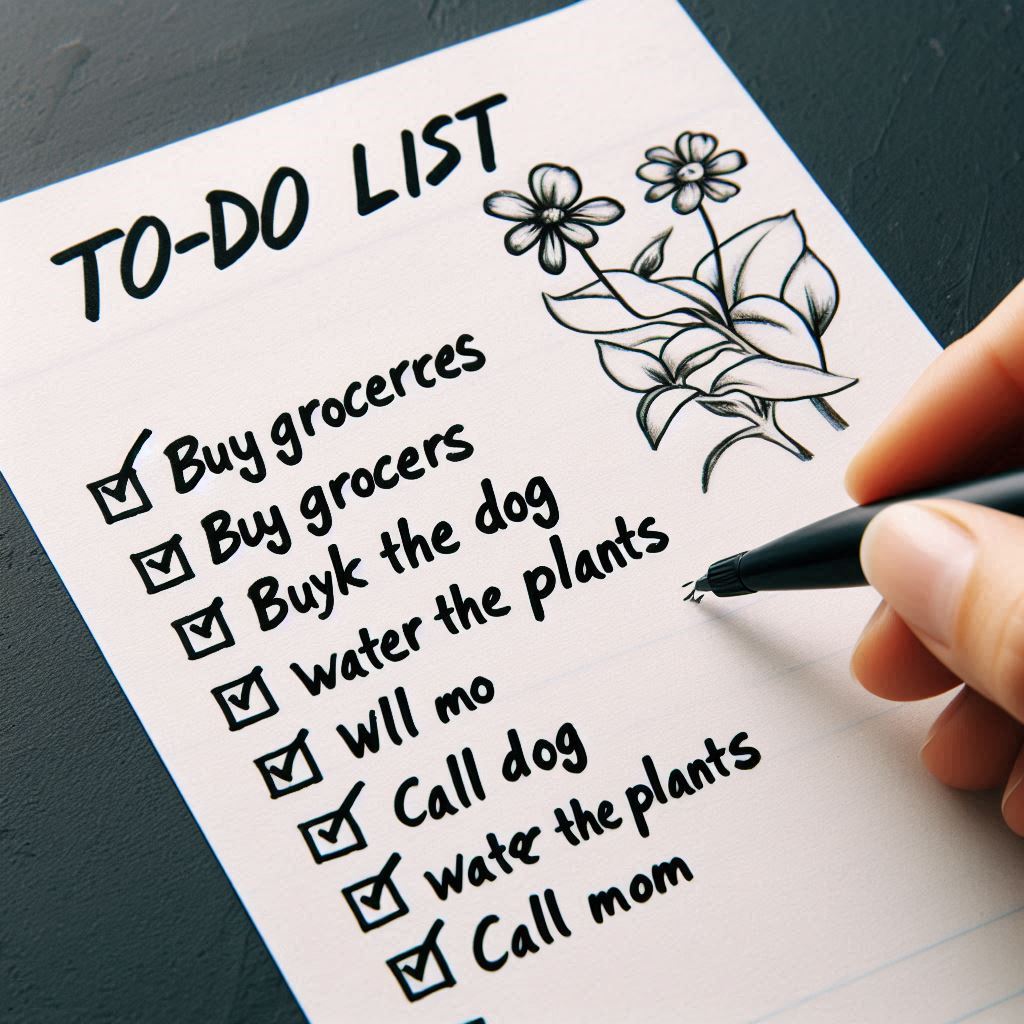 TO-DO LIST
Buy grocerres
Buy grocers
Buyk the dog
water the plants
Wll mo
Call dog
water the plants
Call mom